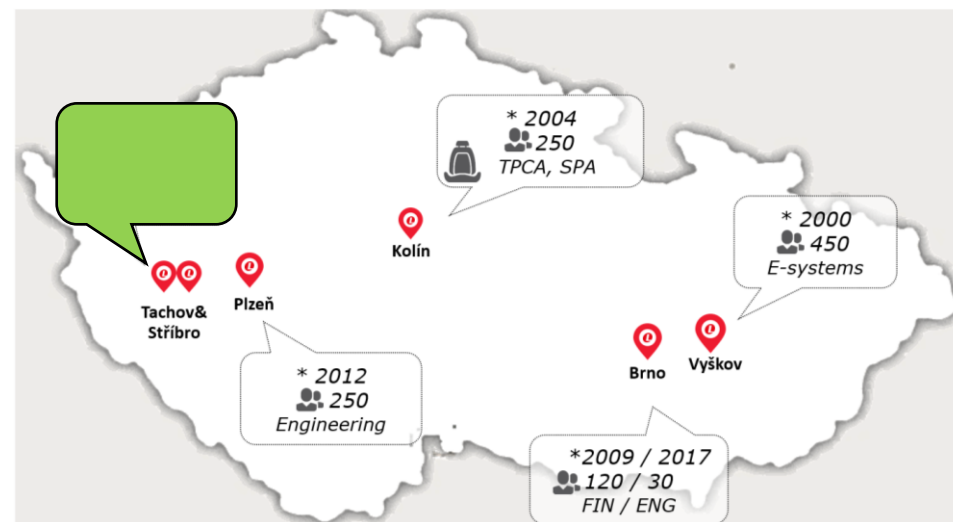 * 2004
250
TPCA, SPA
* 2000
450
E-systems
Kolín
Tachov&
Stříbro
Plzeň
Brno
Vyškov
* 2012
250
Engineering
*2009 / 2017
120 / 30
FIN / ENG